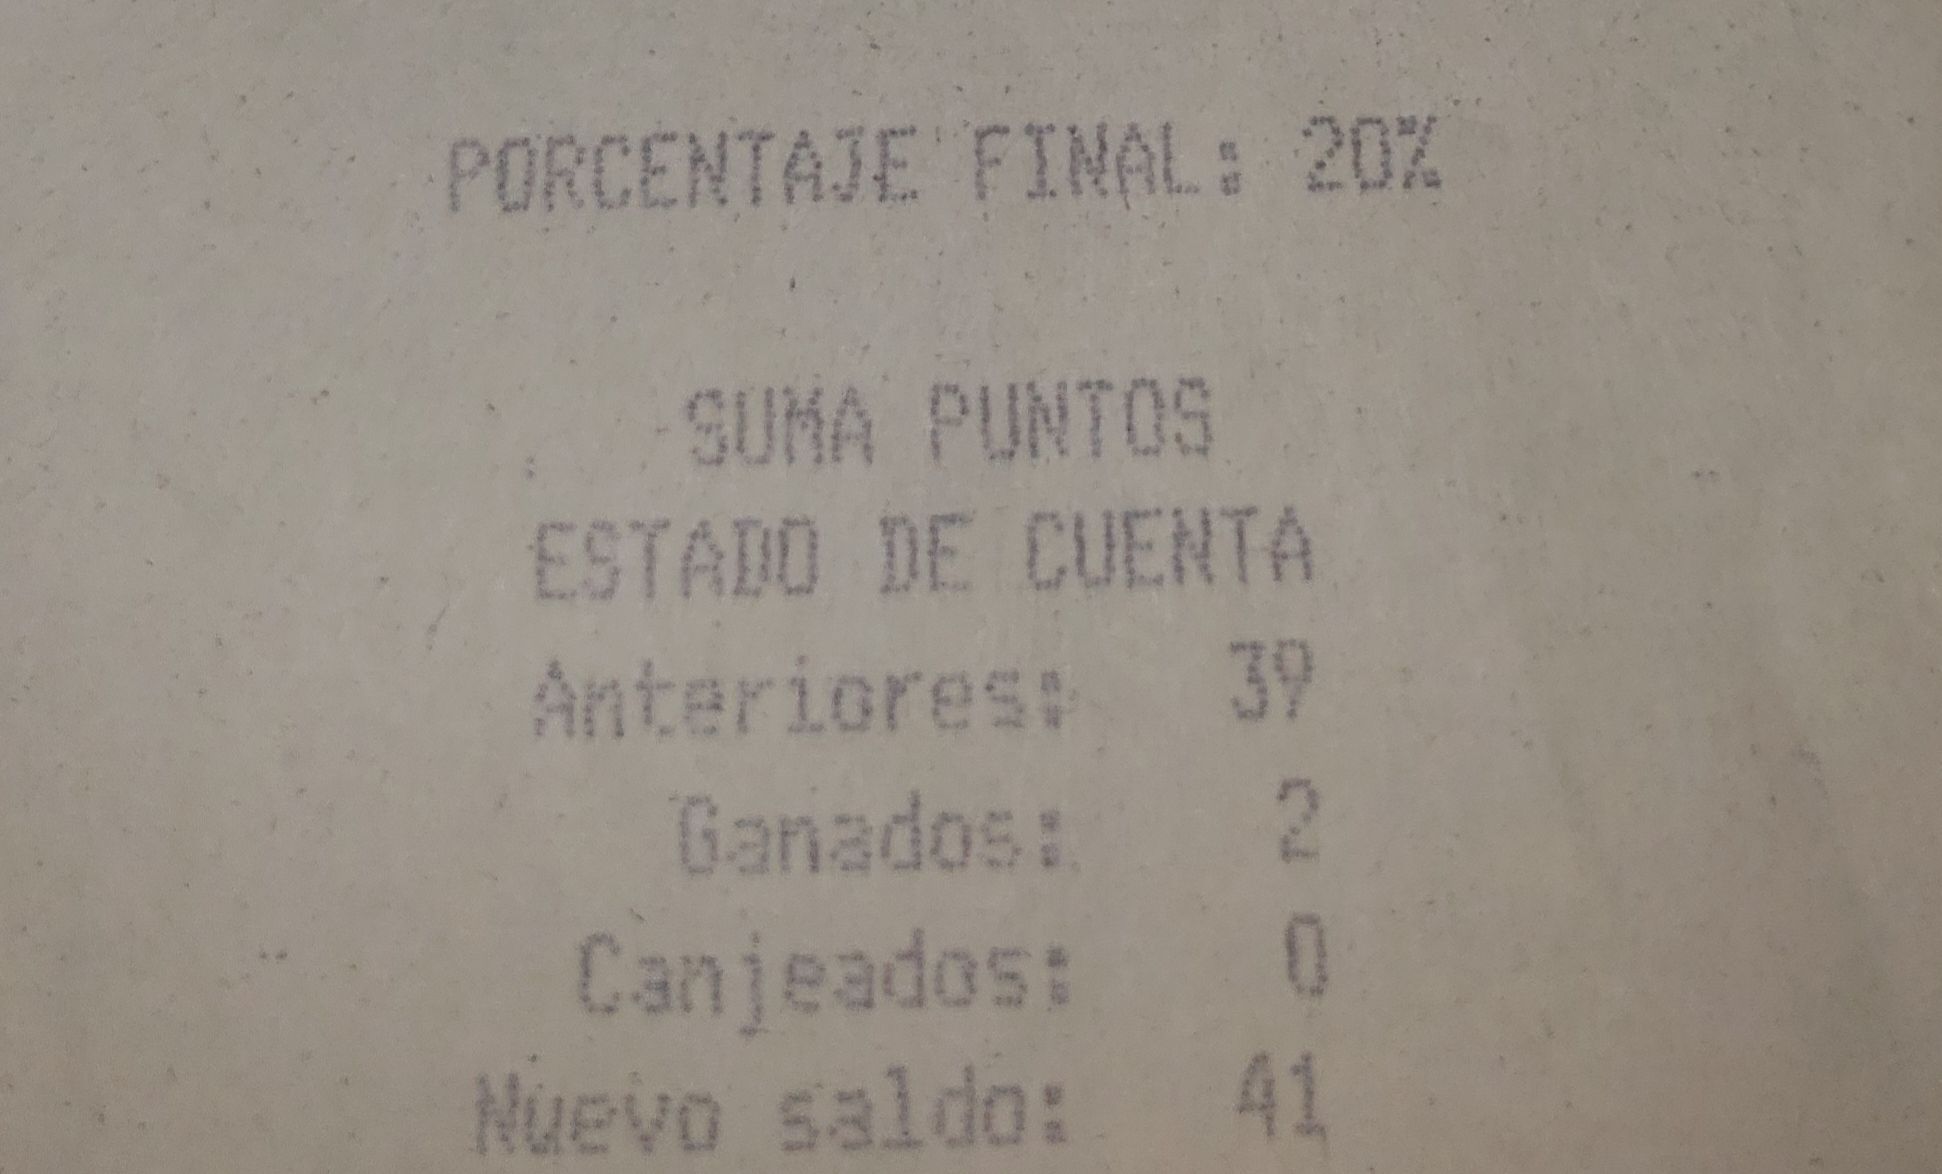 PORCENTAJE FINAL: 20%
SUMA PUNTOS
ESTADO DE CUENTA
Anteriores: 39
Ganados: 2
Canjeados: 0
Nuevo saldo: 41